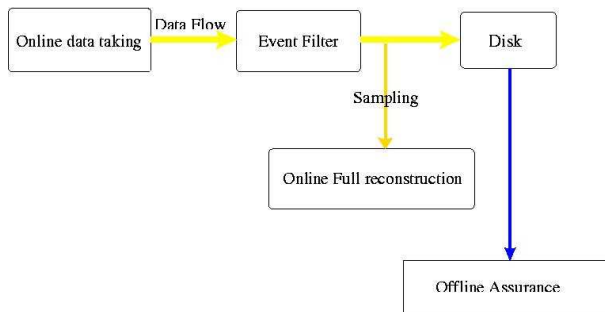 Data Flow
Online data taking
Event Filter
Disk
Sampling
Online Full reconstruction
Offline Assurance